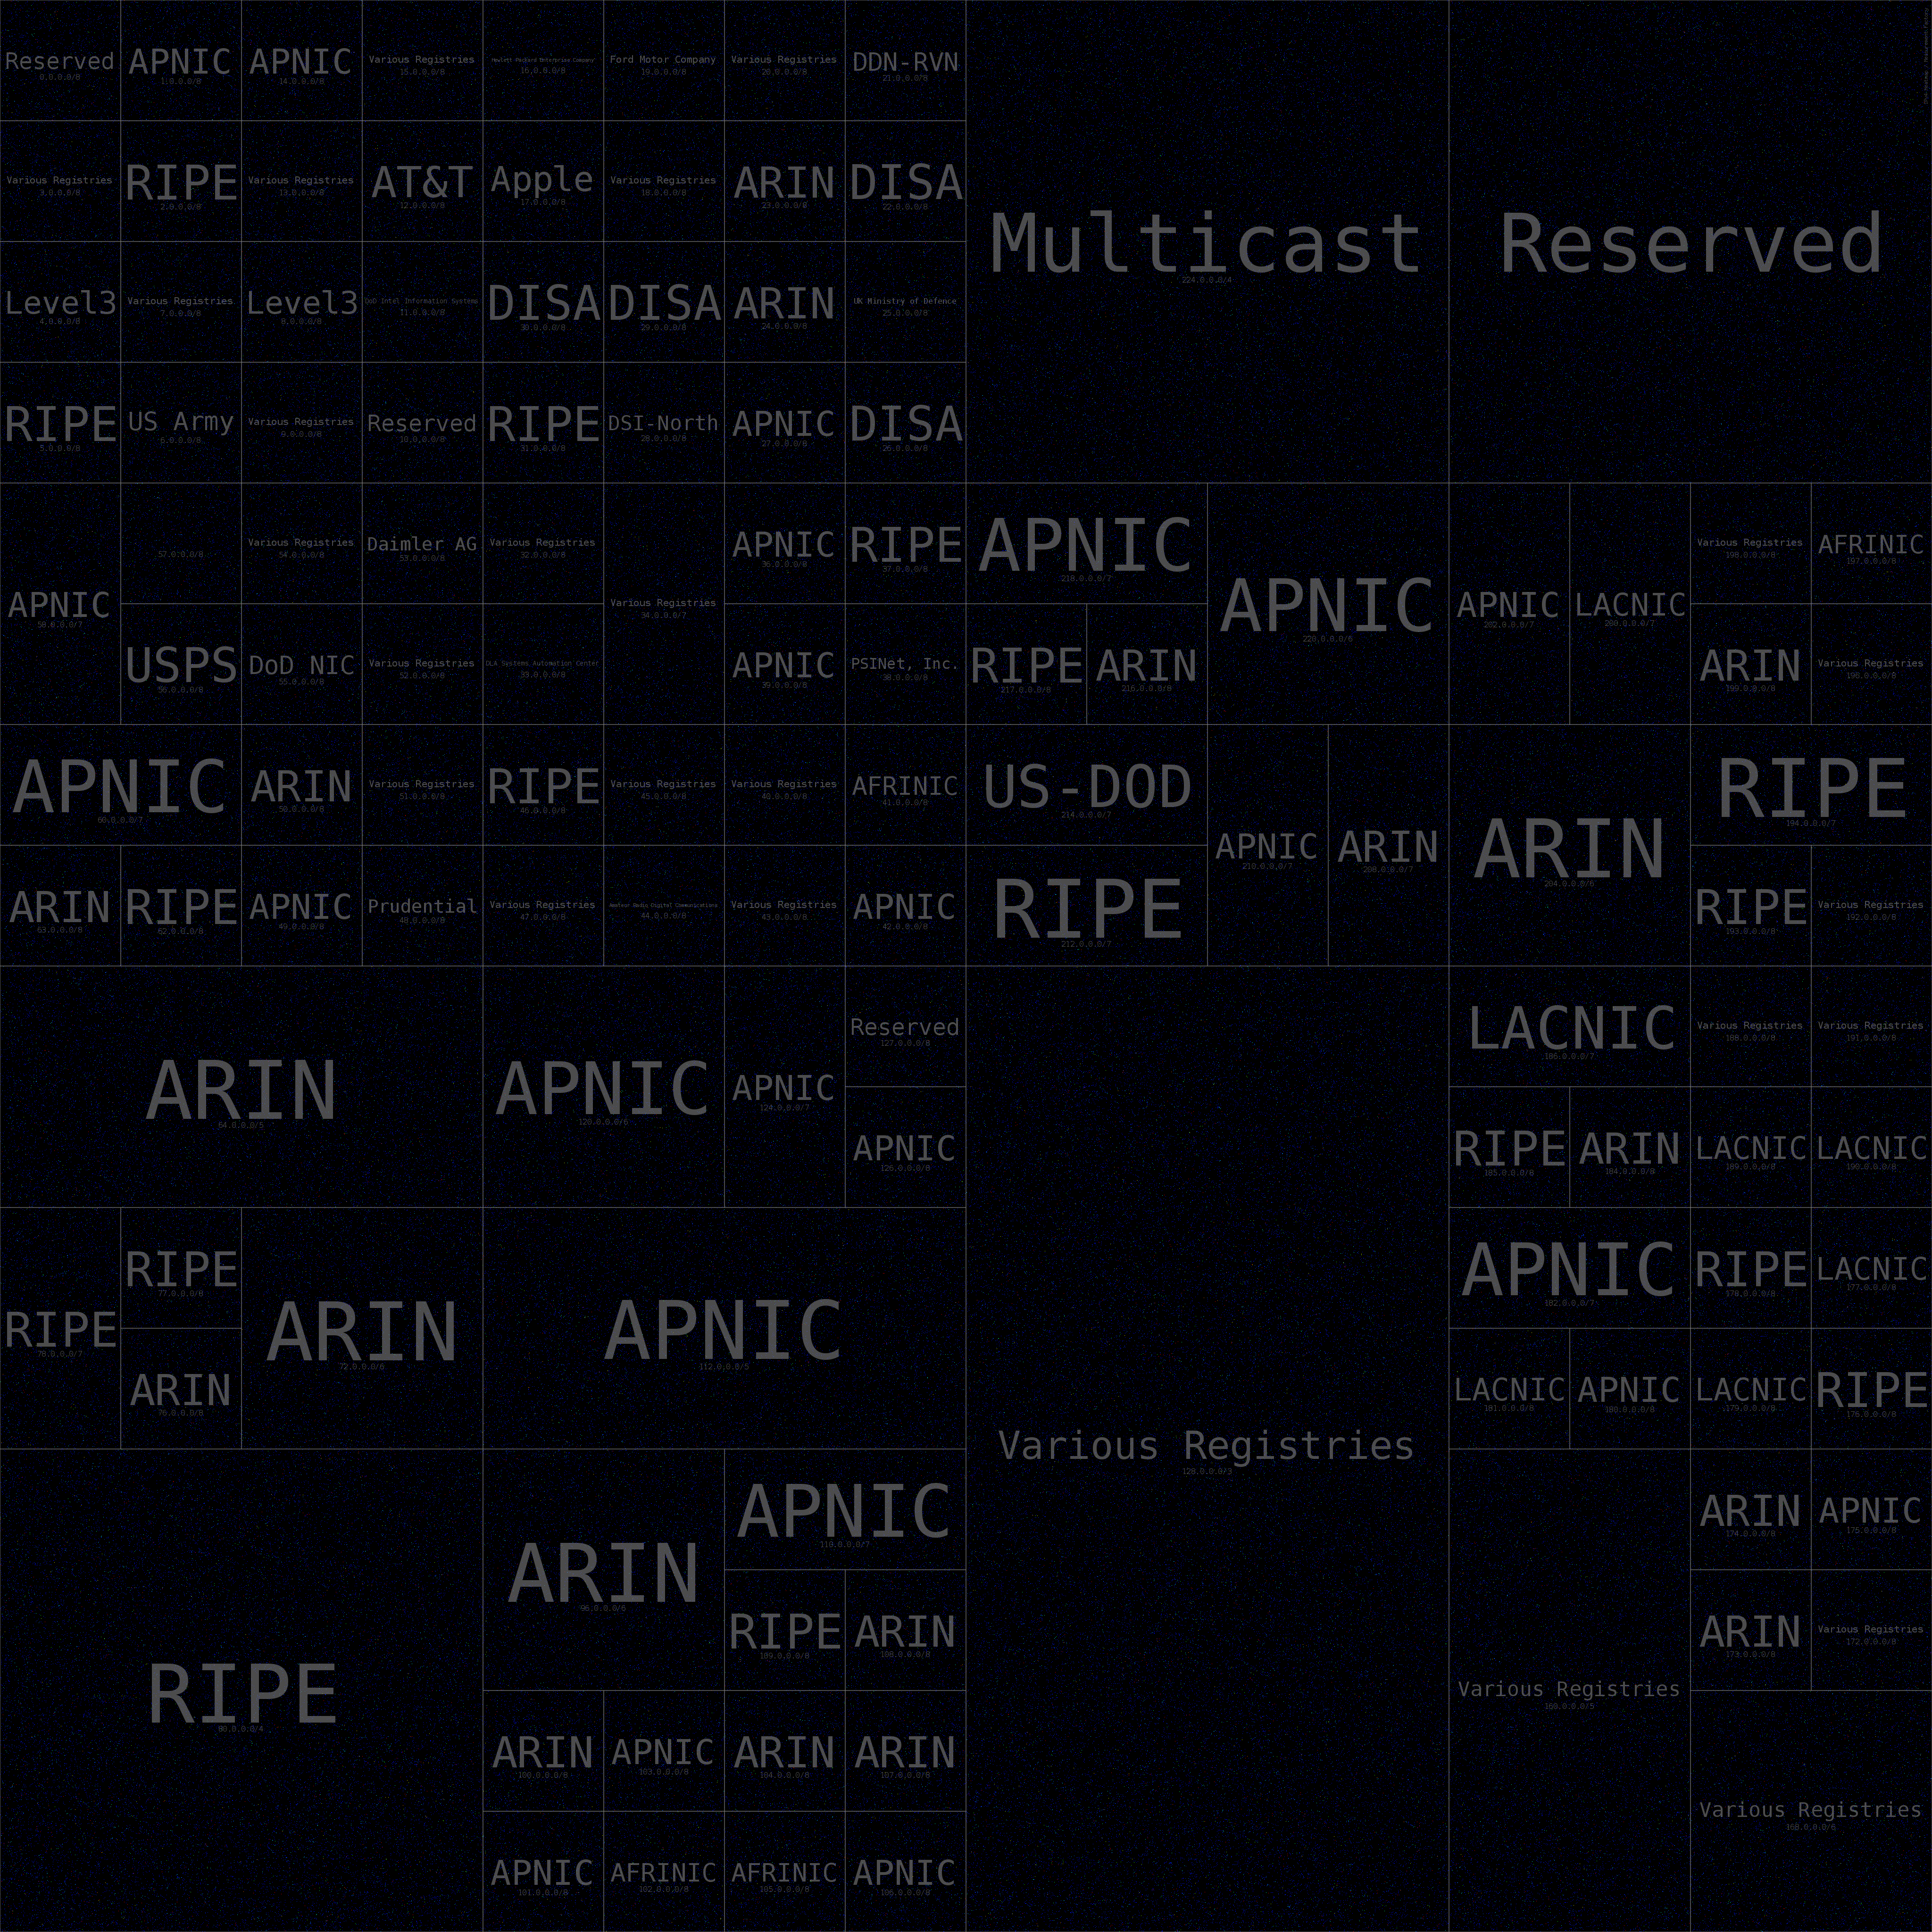 Reserved
0.0.0.0/8
APNIC
1.0.0.0/8
APNIC
14.0.0.0/8
Various Registries
15.0.0.0/8
Hewlett Packard Enterprise Company
16.0.0.0/8
Ford Motor Company
19.0.0.0/8
Various Registries
20.0.0.0/8
DDN-RVN
21.0.0.0/8
Various Registries
3.0.0.0/8
RIPE
2.0.0.0/8
Various Registries
13.0.0.0/8
AT&T
12.0.0.0/8
Apple
17.0.0.0/8
Various Registries
18.0.0.0/8
ARIN
23.0.0.0/8
DISA
22.0.0.0/8
Multicast
224.0.0.0/4
Reserved
Level3
4.0.0.0/8
Various Registries
7.0.0.0/8
Level3
8.0.0.0/8
DoD Intel Information Systems
11.0.0.0/8
DISA
30.0.0.0/8
DISA
29.0.0.0/8
ARIN
24.0.0.0/8
UK Ministry of Defence
25.0.0.0/8
RIPE
5.0.0.0/8
US Army
6.0.0.0/8
Various Registries
9.0.0.0/8
Reserved
10.0.0.0/8
RIPE
31.0.0.0/8
DSI-North
28.0.0.0/8
APNIC
27.0.0.0/8
DISA
26.0.0.0/8
APNIC
58.0.0.0/7
57.0.0.0/8
Various Registries
54.0.0.0/8
Daimler AG
53.0.0.0/8
Various Registries
32.0.0.0/8
Various Registries
34.0.0.0/7
APNIC
36.0.0.0/8
RIPE
37.0.0.0/8
APNIC
218.0.0.0/7
APNIC
220.0.0.0/6
APNIC
202.0.0.0/7
LACNIC
200.0.0.0/7
Various Registries
198.0.0.0/8
AFRINIC
197.0.0.0/8
USPS
56.0.0.0/8
DoD NIC
55.0.0.0/8
Various Registries
52.0.0.0/8
DLA Systems Automation Center
33.0.0.0/8
APNIC
39.0.0.0/8
PSINet, Inc.
38.0.0.0/8
RIPE
217.0.0.0/8
ARIN
216.0.0.0/8
ARIN
199.0.0.0/8
Various Registries
196.0.0.0/8
APNIC
60.0.0.0/7
ARIN
50.0.0.0/8
Various Registries
51.0.0.0/8
RIPE
46.0.0.0/8
Various Registries
45.0.0.0/8
Various Registries
40.0.0.0/8
AFRINIC
41.0.0.0/8
US-DOD
214.0.0.0/7
APNIC
210.0.0.0/7
ARIN
208.0.0.0/7
ARIN
204.0.0.0/6
RIPE
194.0.0.0/7
ARIN
63.0.0.0/8
RIPE
62.0.0.0/8
APNIC
49.0.0.0/8
Prudential
48.0.0.0/8
Various Registries
47.0.0.0/8
Amateur Radio Digital Communications
44.0.0.0/8
Various Registries
43.0.0.0/8
APNIC
42.0.0.0/8
RIPE
212.0.0.0/7
RIPE
193.0.0.0/8
Various Registries
192.0.0.0/8
ARIN
64.0.0.0/5
APNIC
120.0.0.0/6
APNIC
124.0.0.0/7
Reserved
127.0.0.0/8
APNIC
126.0.0.0/8
LACNIC
186.0.0.0/7
Various Registries
188.0.0.0/8
Various Registries
191.0.0.0/8
RIPE
185.0.0.0/8
ARIN
184.0.0.0/8
LACNIC
189.0.0.0/8
LACNIC
190.0.0.0/8
RIPE
78.0.0.0/7
RIPE
77.0.0.0/8
ARIN
76.0.0.0/8
ARIN
72.0.0.0/6
APNIC
112.0.0.0/5
APNIC
182.0.0.0/7
RIPE
178.0.0.0/8
LACNIC
177.0.0.0/8
LACNIC
181.0.0.0/8
APNIC
180.0.0.0/8
LACNIC
179.0.0.0/8
RIPE
176.0.0.0/8
Various Registries
128.0.0.0/3
RIPE
80.0.0.0/4
ARIN
96.0.0.0/6
APNIC
110.0.0.0/7
RIPE
109.0.0.0/8
ARIN
108.0.0.0/8
ARIN
174.0.0.0/8
APNIC
175.0.0.0/8
ARIN
173.0.0.0/8
Various Registries
172.0.0.0/8
Various Registries
160.0.0.0/5
ARIN
100.0.0.0/8
APNIC
103.0.0.0/8
ARIN
104.0.0.0/8
ARIN
107.0.0.0/8
Various Registries
168.0.0.0/6
APNIC
101.0.0.0/8
AFRINIC
102.0.0.0/8
AFRINIC
105.0.0.0/8
APNIC
106.0.0.0/8